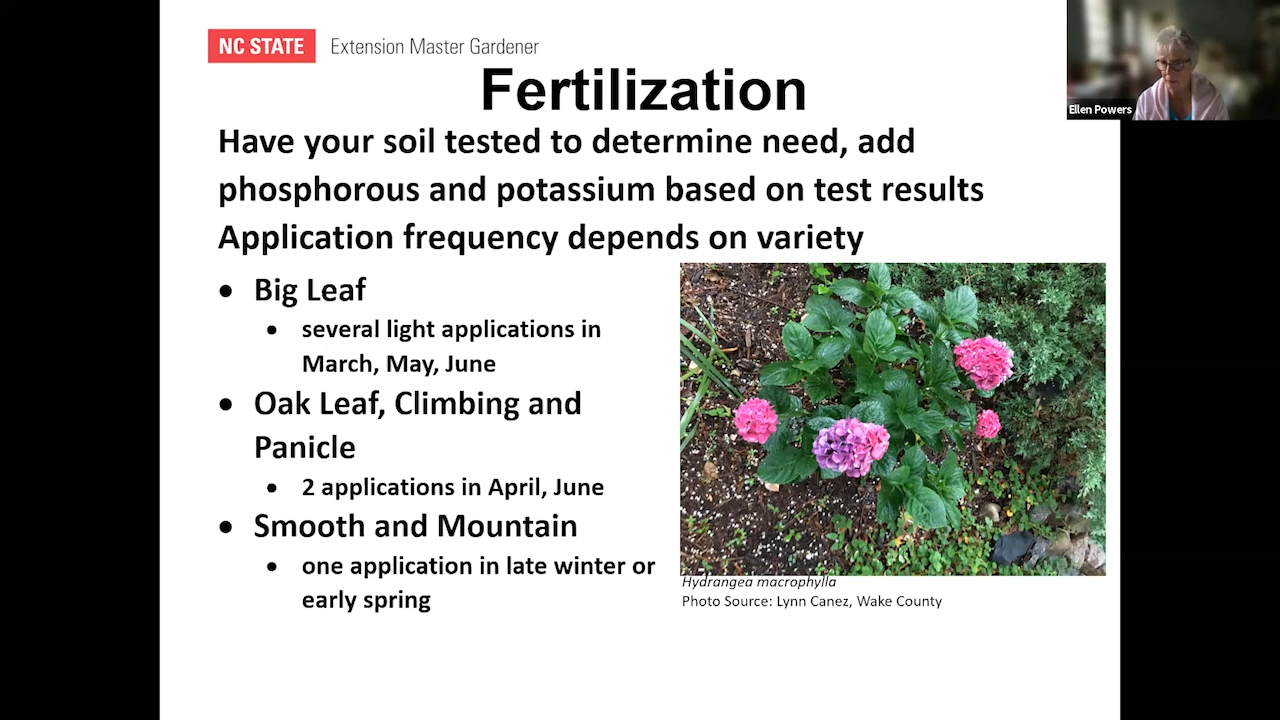 NC STATE Extension Master Gardener
Fertilization
Ellen Powers
Have your soil tested to determine need, add
phosphorous and potassium based on test results
Application frequency depends on variety
• Big Leaf
• several light applications in
March, May, June
• Oak Leaf, Climbing and
Panicle
• 2 applications in April, June
• Smooth and Mountain
• one application in late winter or
early spring
Hydrangea macrophylla
Photo Source: Lynn Canez, Wake County